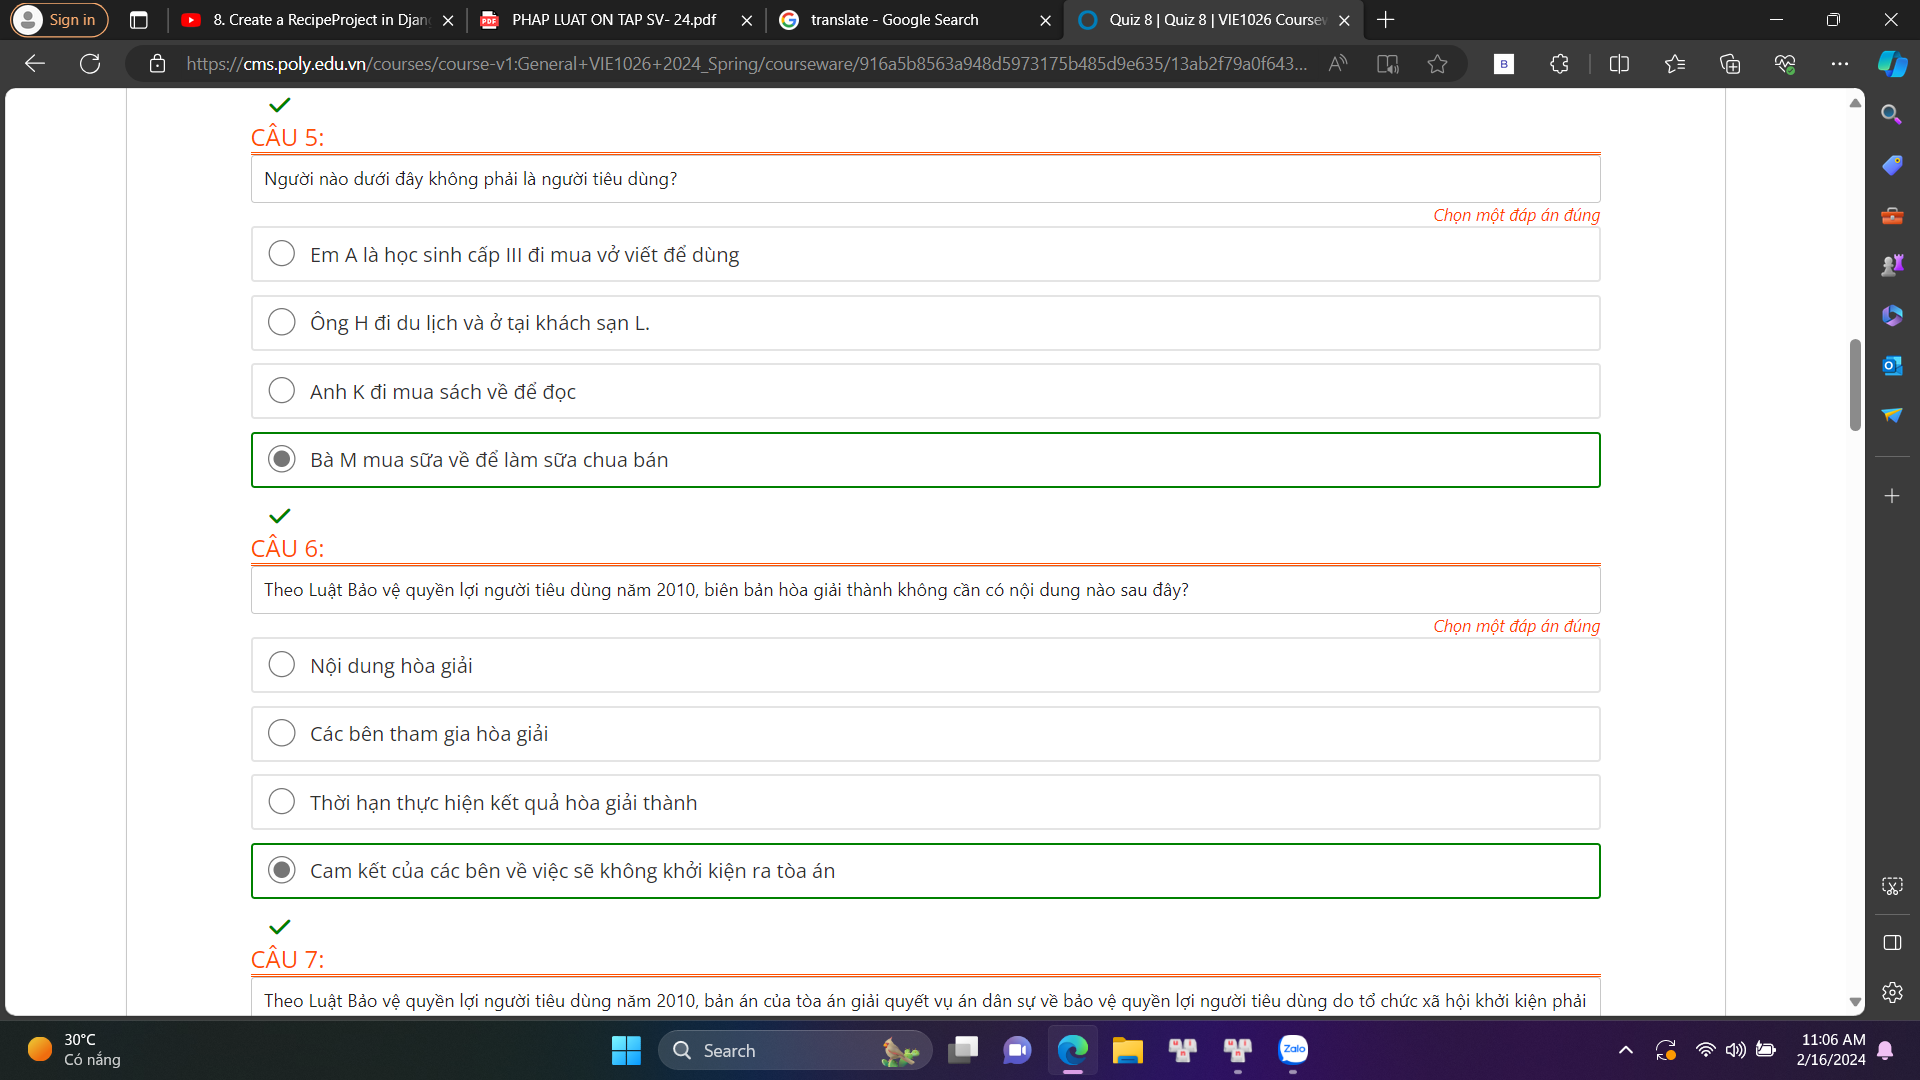 Sign in
8. Create a RecipeProject in Djan
PHAP LUAT ON TAP SV- 24.pdf
translate - Google Search
Quiz 8 | Quiz 8 | VIE1026 Coursew
https://cms.poly.edu.vn/courses/course-v1:General+VIE1026+2024_Spring/courseware/916a5b8563a948d5973175b485d9e635/13ab2f79a0f643...
CÂU 5:
Người nào dưới đây không phải là người tiêu dùng?
Chọn một đáp án đúng
Em A là học sinh cấp III đi mua vở viết để dùng
Ông H đi du lịch và ở tại khách sạn L.
Anh K đi mua sách về để đọc
Bà M mua sữa về để làm sữa chua bán
CÂU 6:
Theo Luật Bảo vệ quyền lợi người tiêu dùng năm 2010, biên bản hòa giải thành không cần có nội dung nào sau đây?
Chọn một đáp án đúng
Nội dung hòa giải
Các bên tham gia hòa giải
Thời hạn thực hiện kết quả hòa giải thành
Cam kết của các bên về việc sẽ không khởi kiện ra tòa án
CÂU 7:
Theo Luật Bảo vệ quyền lợi người tiêu dùng năm 2010, bản án của tòa án giải quyết vụ án dân sự về bảo vệ quyền lợi người tiêu dùng do tổ chức xã hội khởi kiện phải
30°C
Có nắng
Search
Zalo
11:06 AM
2/16/2024